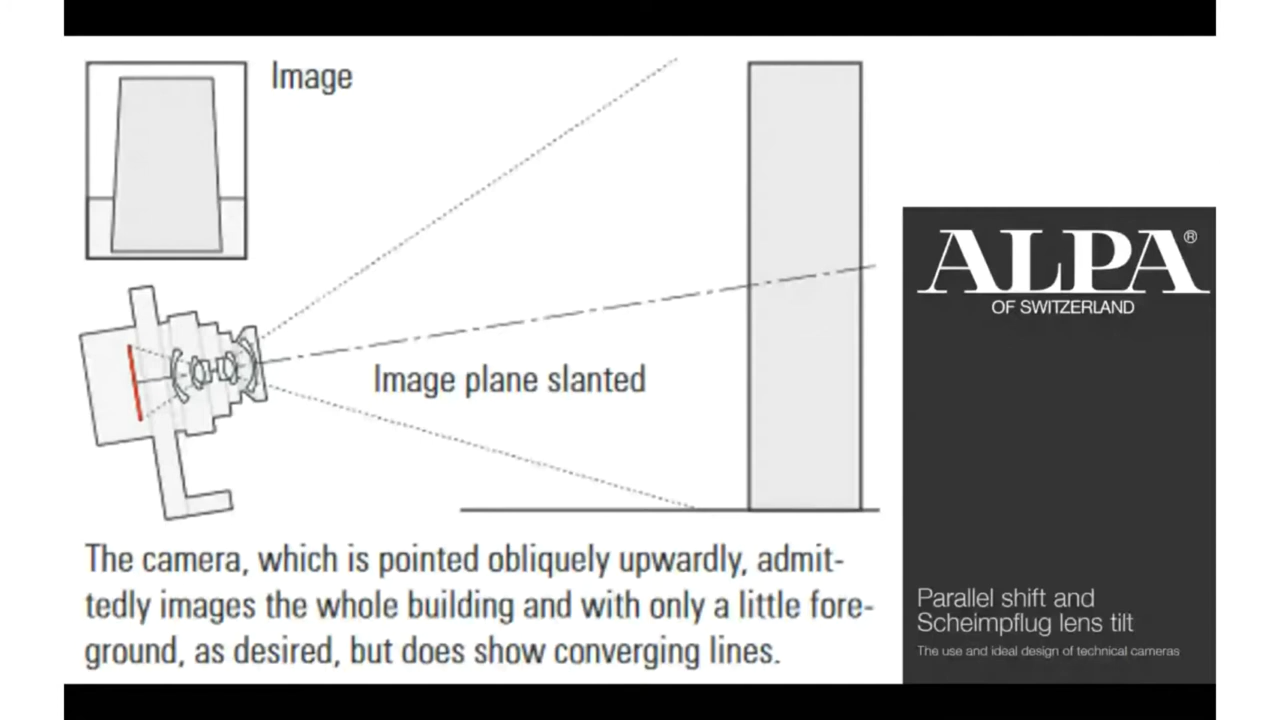 Image
Image plane slanted
The camera, which is pointed obliquely upwardly, admit-
tedly images the whole building and with only a little fore-
ground, as desired, but does show converging lines.
ALPA®
OF SWITZERLAND
Parallel shift and
Scheimpflug lens tilt
The use and ideal design of technical cameras